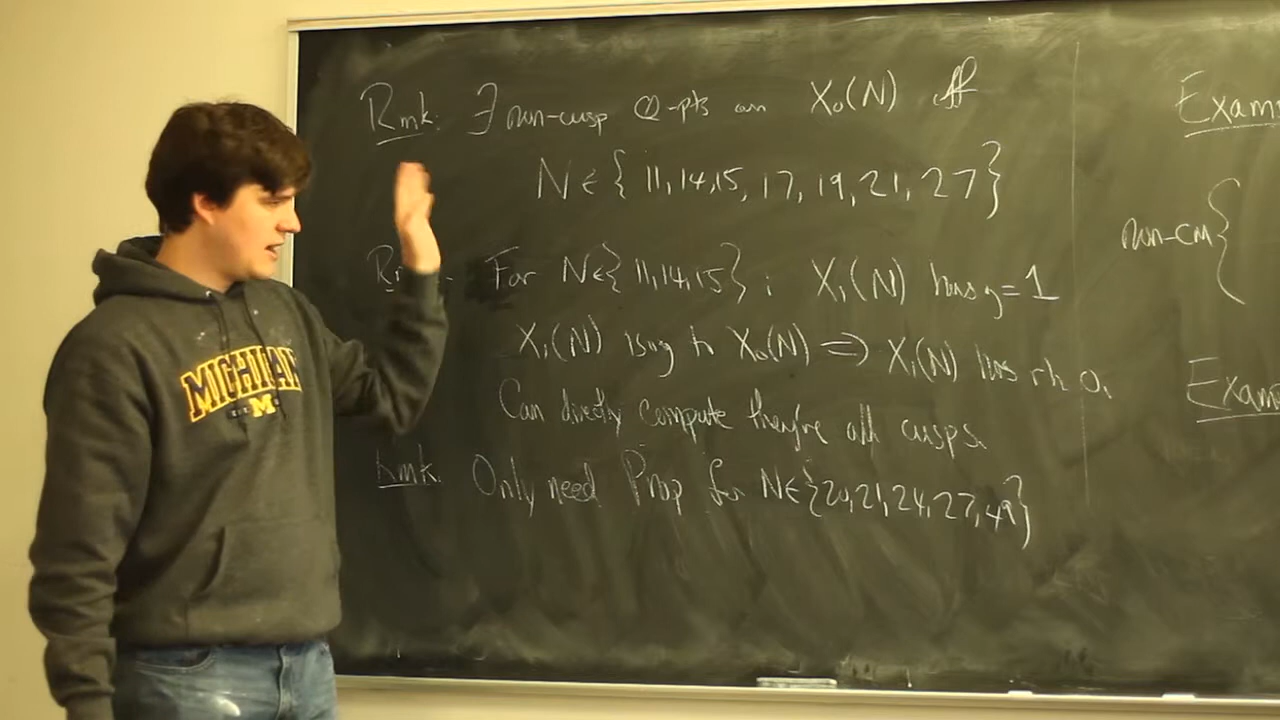 Rmk: ∃ non-cusp Q-pts on X₀(N) iff
N ∈ { 11, 14, 15, 17, 19, 21, 27 }
For N ∈ { 11, 14, 15 } : X₁(N) has g = 1
X₁(N) isog to X₀(N) ⇒ X₁(N) has rk 0.
Can directly compute they're all cusps.
Rmk: Only need Prop for N ∈ {20, 21, 24, 27, 49}
Exam
non-CM {
Exam
MICHIGAN
M